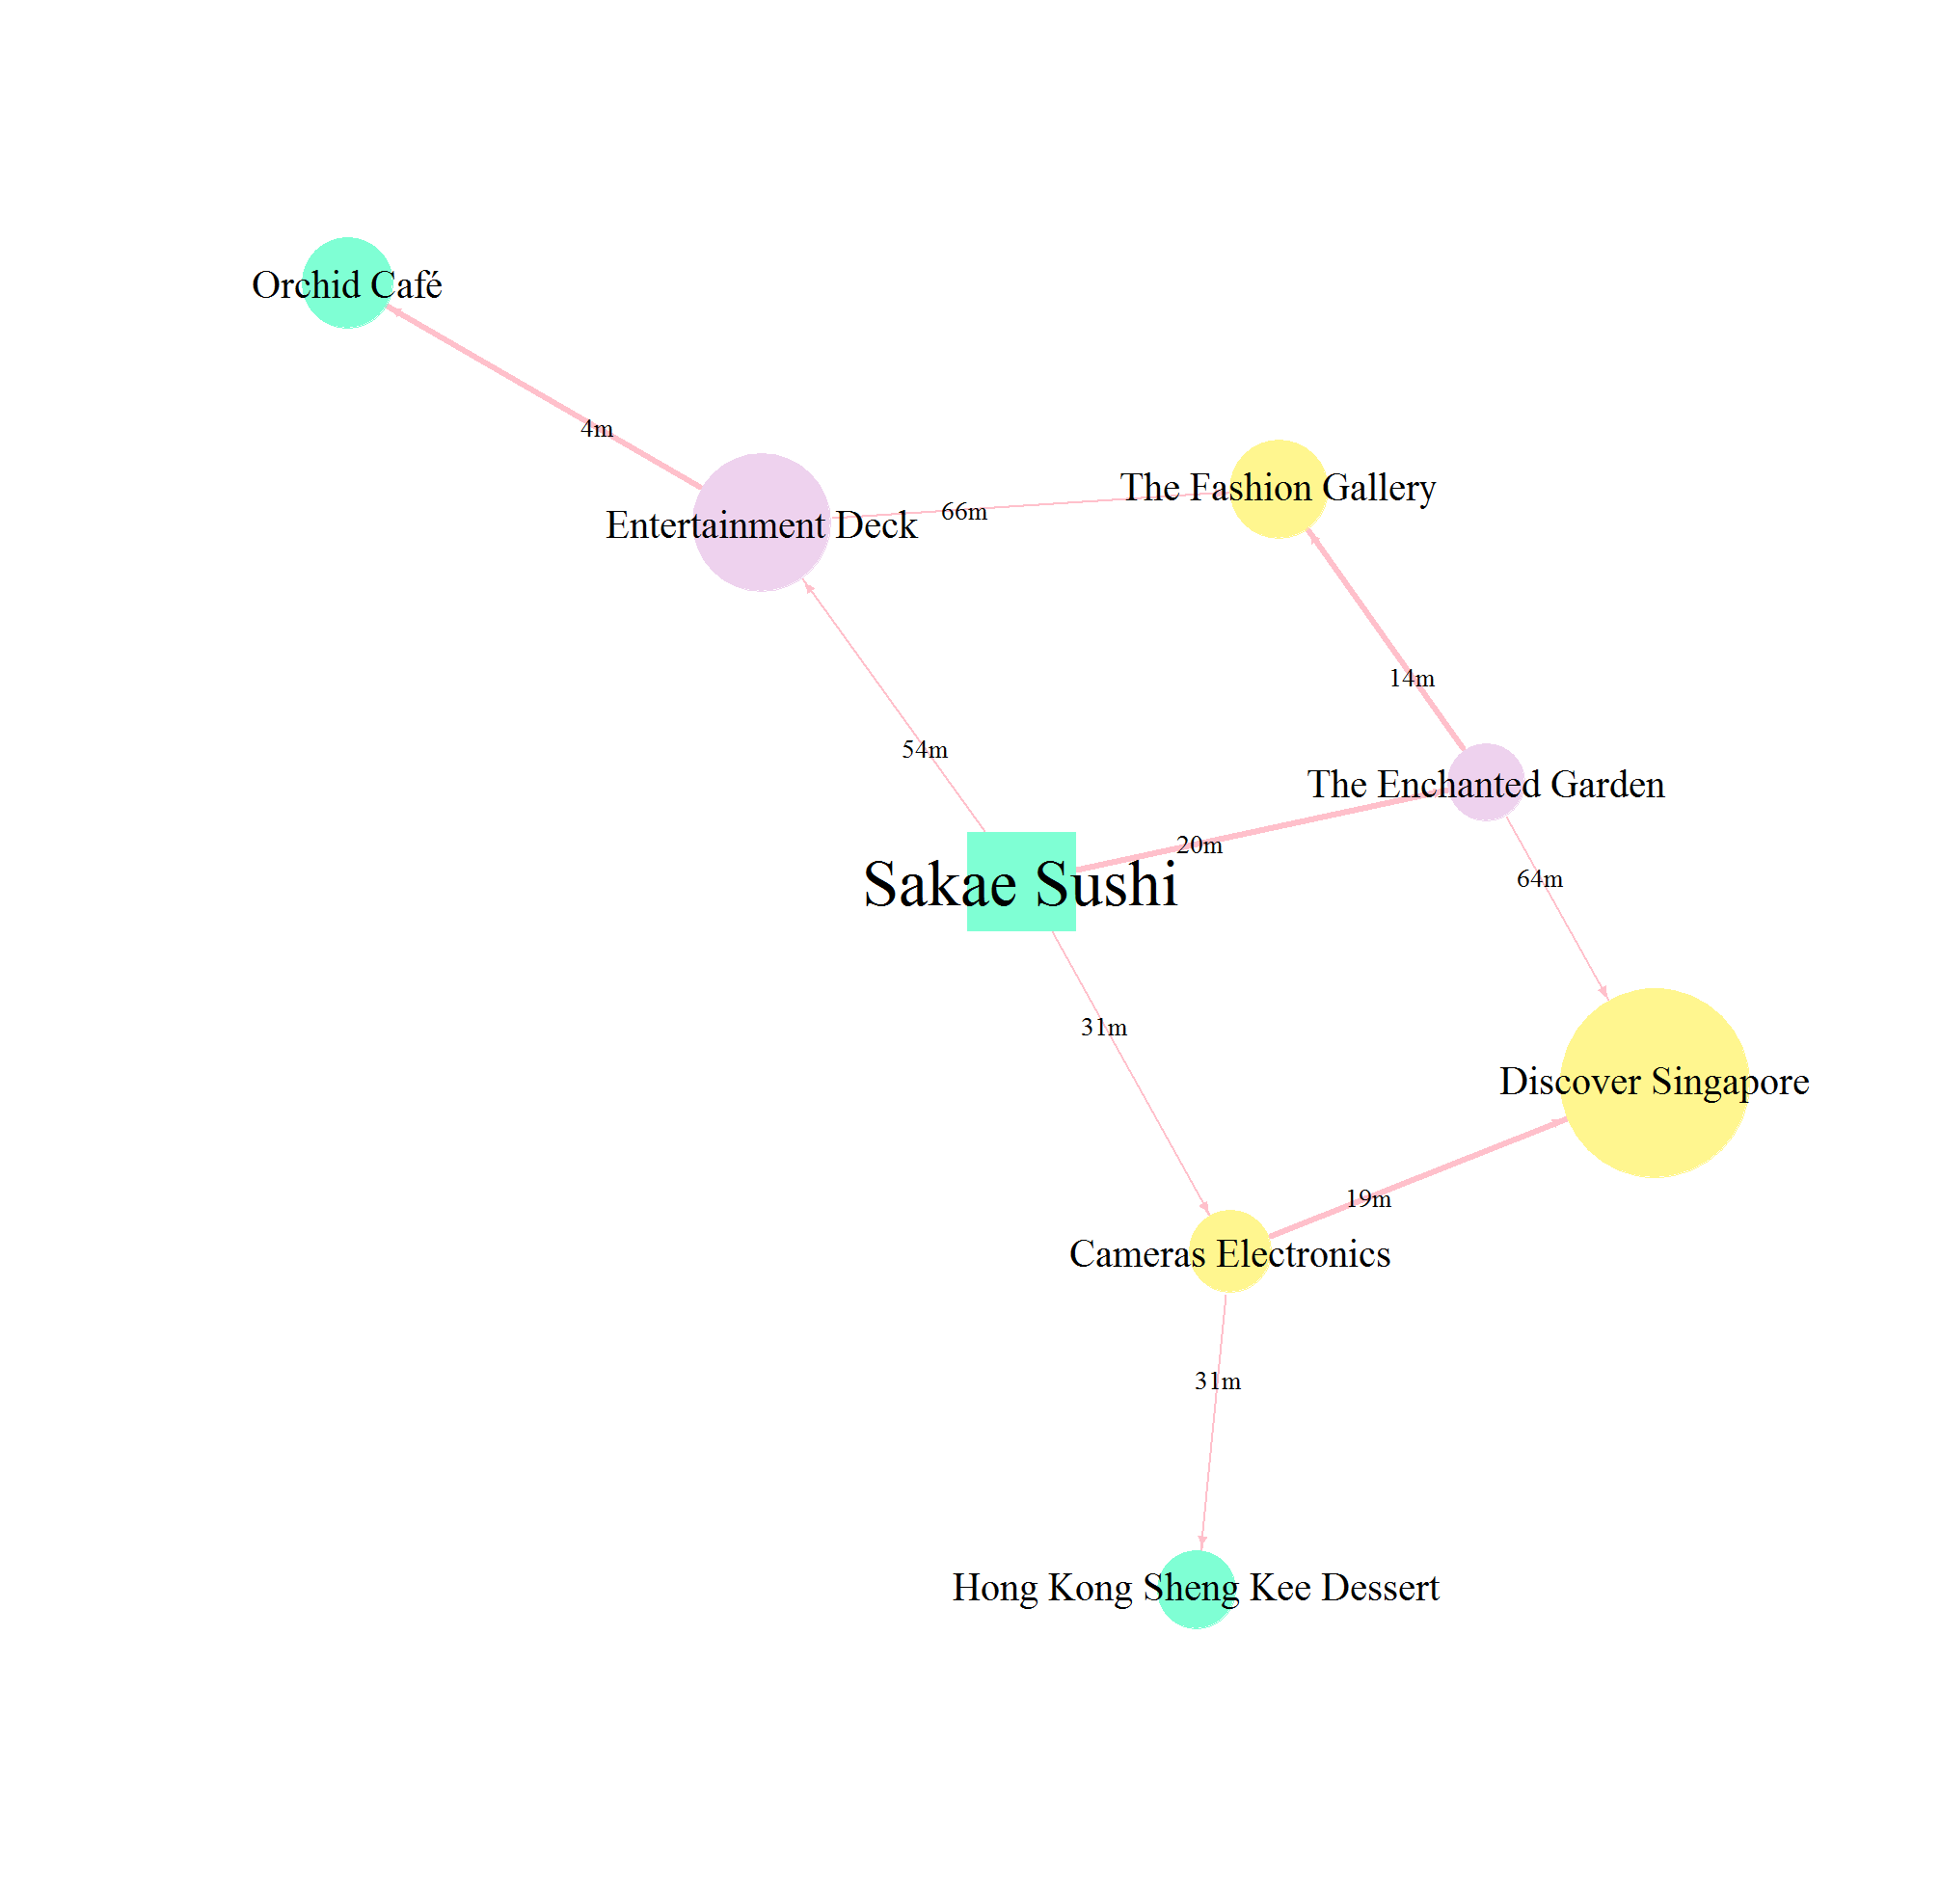 Orchid Café
4m
The Fashion Gallery
66m
Entertainment Deck
14m
54m
The Enchanted Garden
20m
64m
Sakae Sushi
31m
Discover Singapore
19m
Cameras Electronics
31m
Hong Kong Sheng Kee Dessert